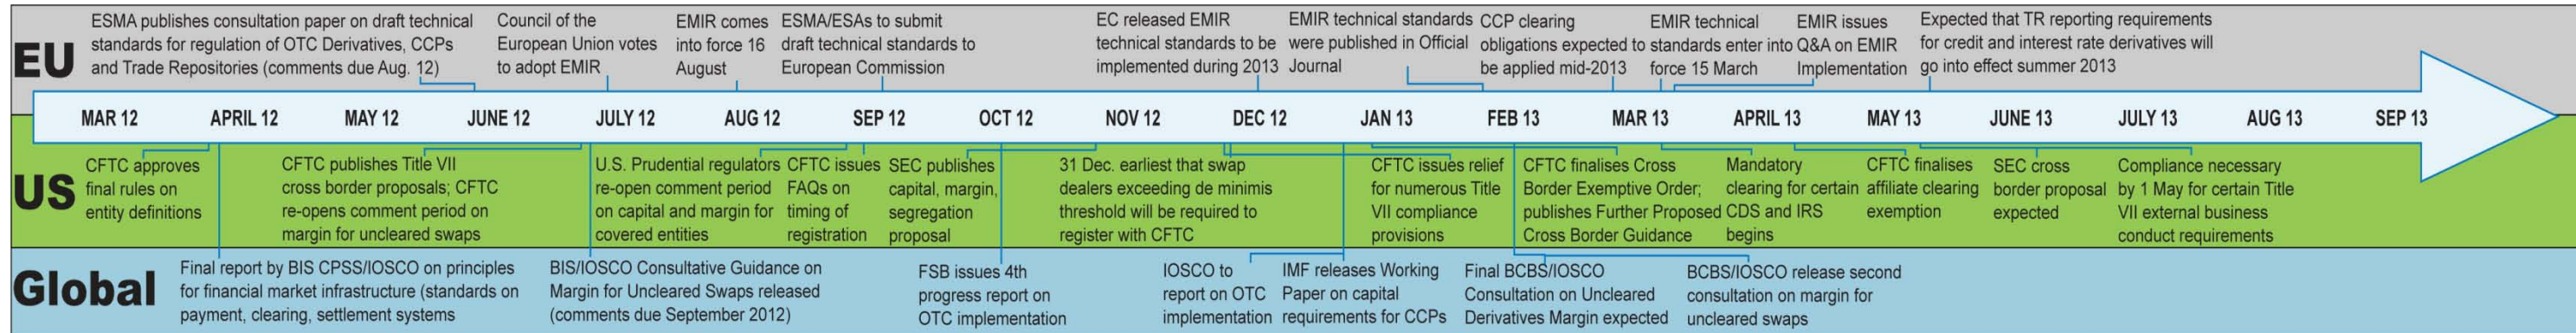 EU
ESMA publishes consultation paper on draft technical
standards for regulation of OTC Derivatives, CCPs
and Trade Repositories (comments due Aug. 12)
Council of the
European Union votes
to adopt EMIR
EMIR comes
into force 16
August
ESMA/ESAs to submit
draft technical standards to
European Commission
EC released EMIR
technical standards to be
implemented during 2013
EMIR technical standards
were published in Official
Journal
CCP clearing
obligations expected to
be applied mid-2013
EMIR technical
standards enter into
force 15 March
EMIR issues
Q&A on EMIR
Implementation
Expected that TR reporting requirements
for credit and interest rate derivatives will
go into effect summer 2013
MAR 12 APRIL 12 MAY 12 JUNE 12 JULY 12 AUG 12 SEP 12 OCT 12 NOV 12 DEC 12 JAN 13 FEB 13 MAR 13 APRIL 13 MAY 13 JUNE 13 JULY 13 AUG 13 SEP 13
US
CFTC approves
final rules on
entity definitions
CFTC publishes Title VII
cross border proposals; CFTC
re-opens comment period on
margin for uncleared swaps
U.S. Prudential regulators
re-open comment period
on capital and margin for
covered entities
CFTC issues
FAQs on
timing of
registration
SEC publishes
capital, margin,
segregation
proposal
31 Dec. earliest that swap
dealers exceeding de minimis
threshold will be required to
register with CFTC
CFTC issues relief
for numerous Title
VII compliance
provisions
CFTC finalises Cross
Border Exemptive Order;
publishes Further Proposed
Cross Border Guidance
Mandatory
clearing for certain
CDS and IRS
begins
CFTC finalises
affiliate clearing
exemption
SEC cross
border proposal
expected
Compliance necessary
by 1 May for certain Title
VII external business
conduct requirements
Global
Final report by BIS CPSS/IOSCO on principles
for financial market infrastructure (standards on
payment, clearing, settlement systems
BIS/IOSCO Consultative Guidance on
Margin for Uncleared Swaps released
(comments due September 2012)
FSB issues 4th
progress report on
OTC implementation
IOSCO to
report on OTC
implementation
IMF releases Working
Paper on capital
requirements for CCPs
Final BCBS/IOSCO
Consultation on Uncleared
Derivatives Margin expected
BCBS/IOSCO release second
consultation on margin for
uncleared swaps